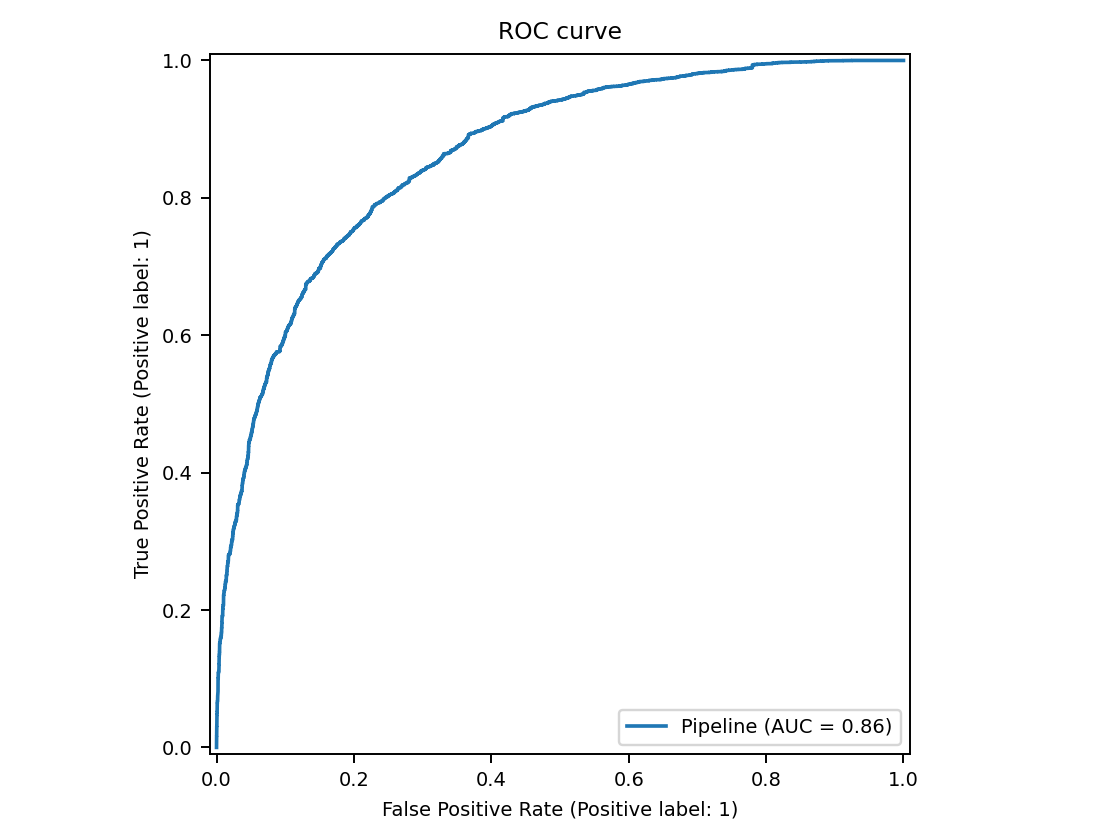 ROC curve
True Positive Rate (Positive label: 1)
1.0
0.8
0.6
0.4
0.2
0.0
Pipeline (AUC = 0.86)
0.0 0.2 0.4 0.6 0.8 1.0
False Positive Rate (Positive label: 1)